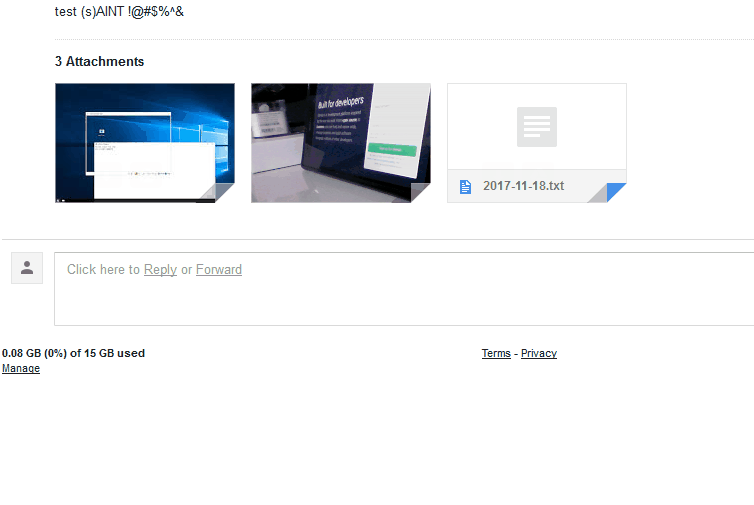 test (s)AINT !@#$%^&
3 Attachments
Built for developers
2017-11-18.txt
Click here to Reply or Forward
0.08 GB (0%) of 15 GB used
Manage
Terms - Privacy